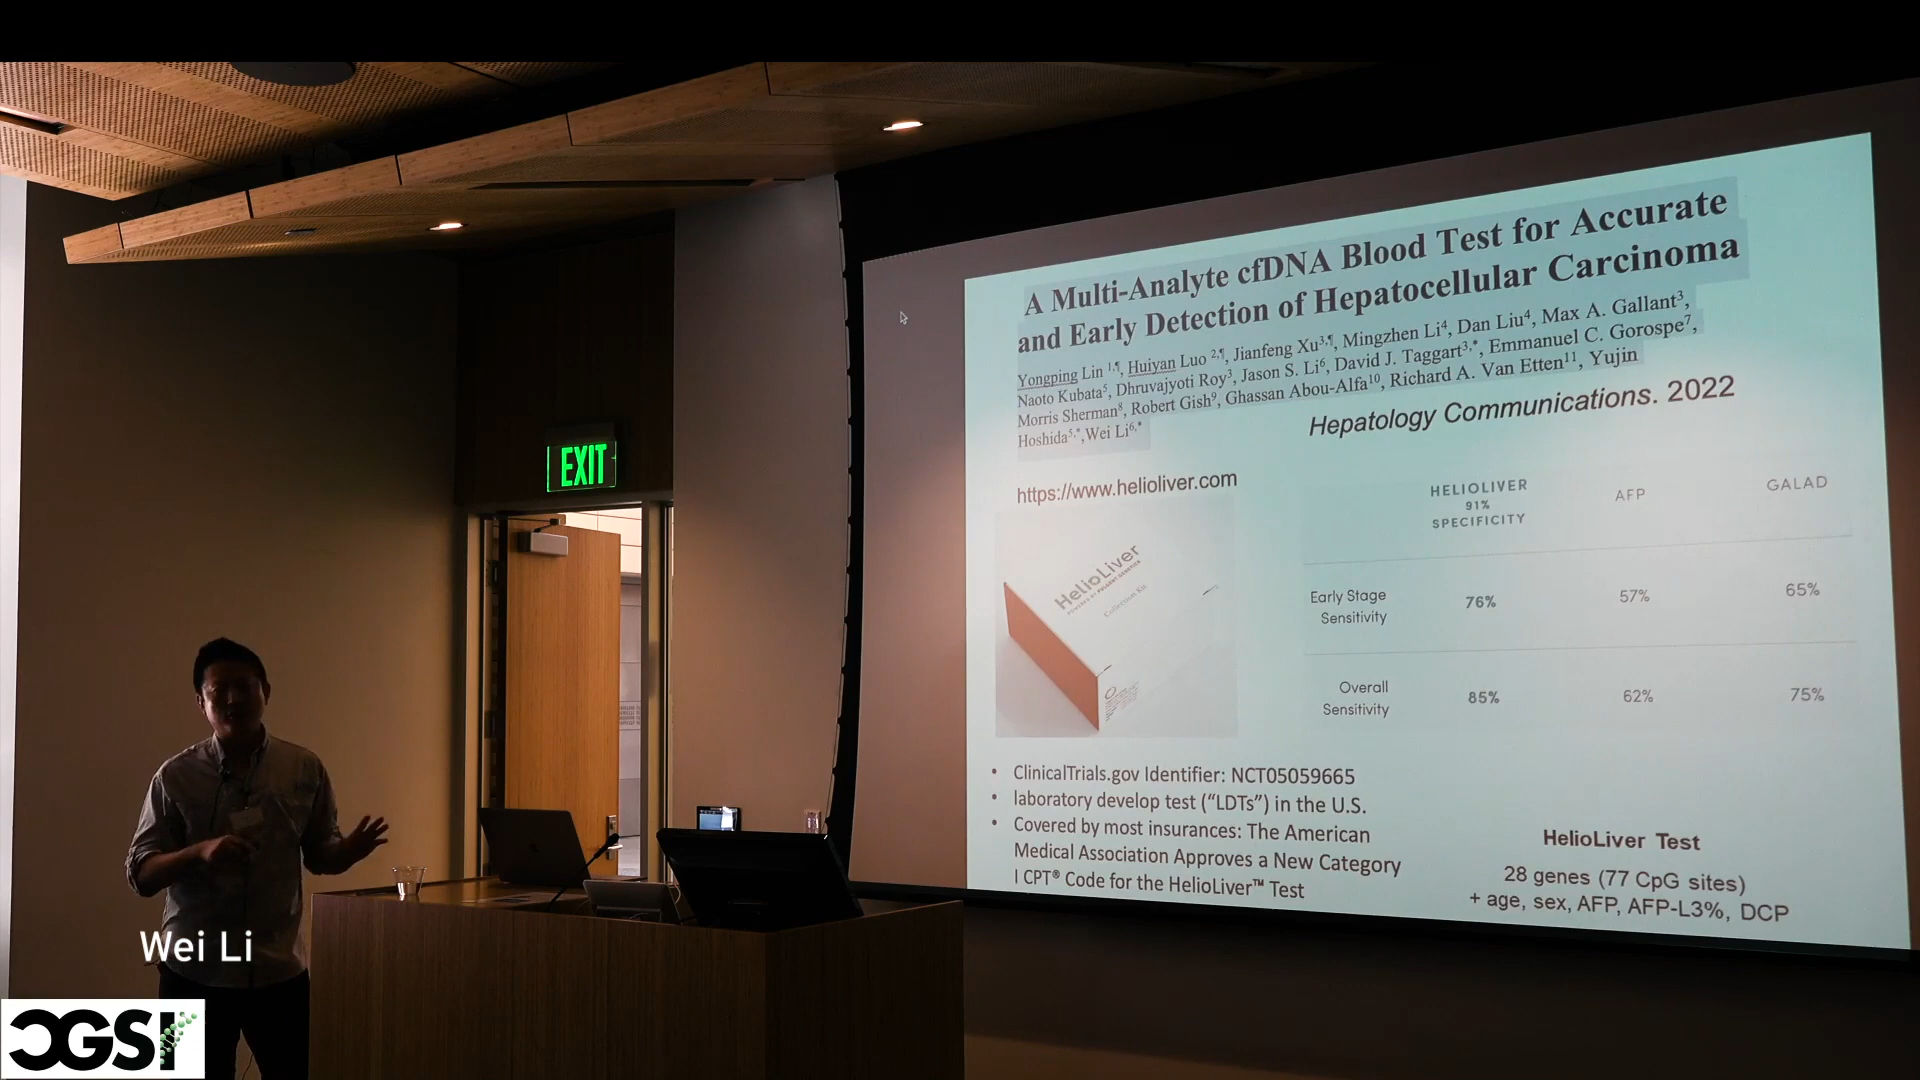 A Multi-Analyte cfDNA Blood Test for Accurate
and Early Detection of Hepatocellular Carcinoma
Yongping Lin 1,¶, Huiyan Luo 2,¶, Jianfeng Xu3,¶, Mingzhen Li4, Dan Liu4, Max A. Gallant3,
Naoto Kubata5, Dhruvajyoti Roy3, Jason S. Li6, David J. Taggart3,*, Emmanuel C. Gorospe7,
Morris Sherman8, Robert Gish9, Ghassan Abou-Alfa10, Richard A. Van Etten11, Yujin
Hoshida5,*,Wei Li6,*
Hepatology Communications. 2022
https://www.helioliver.com
HELIOLIVER
91%
SPECIFICITY
AFP
GALAD
Early Stage
Sensitivity
76%
57%
65%
Overall
Sensitivity
85%
62%
75%
HelioLiver
Collection Kit
• ClinicalTrials.gov Identifier: NCT05059665
• laboratory develop test (“LDTs”) in the U.S.
• Covered by most insurances: The American
Medical Association Approves a New Category
I CPT® Code for the HelioLiver™ Test
HelioLiver Test
28 genes (77 CpG sites)
+ age, sex, AFP, AFP-L3%, DCP
EXIT
Wei Li
CGSI